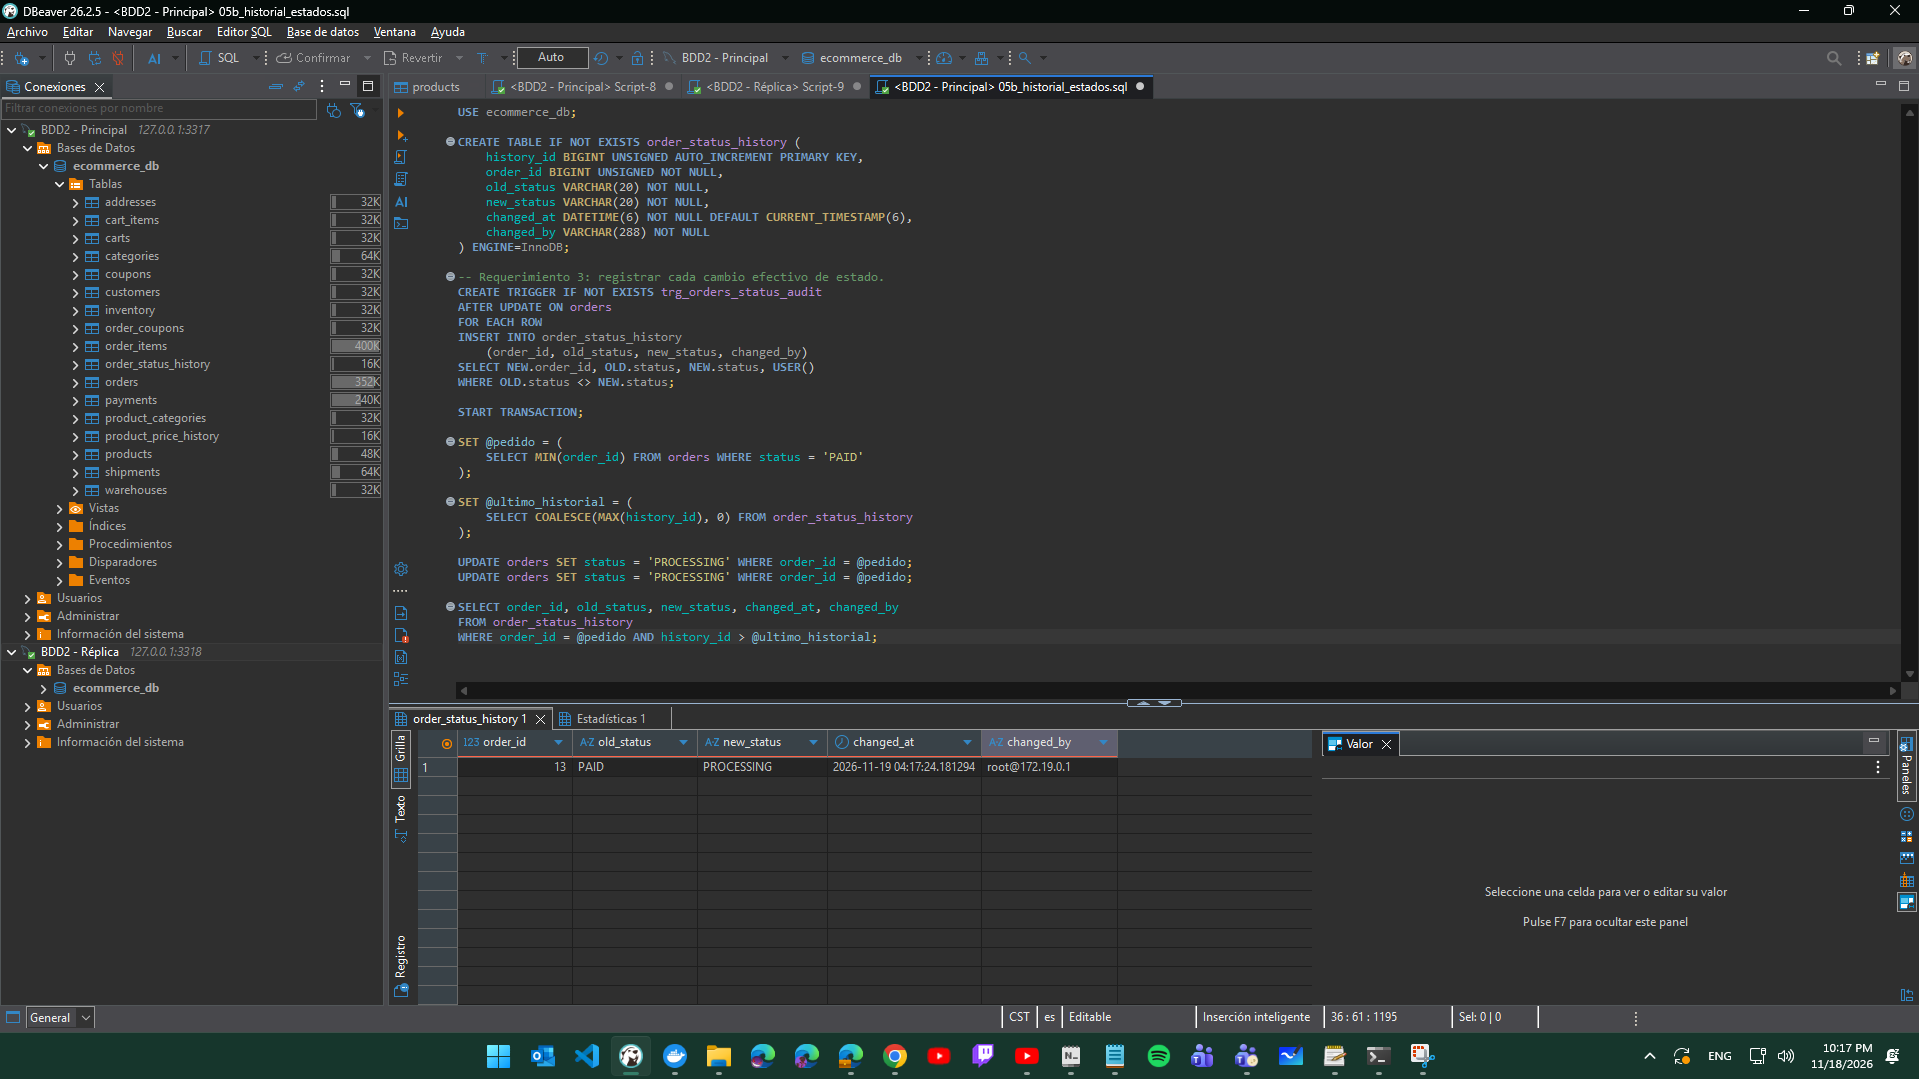 DBeaver 26.2.5 - <BDD2 - Principal> 05b_historial_estados.sql
Archivo Editar Navegar Buscar Editor SQL Base de datos Ventana Ayuda
AI SQL Confirmar Revertir Auto BDD2 - Principal ecommerce_db
Conexiones
products <BDD2 - Principal> Script-8 <BDD2 - Réplica> Script-9 <BDD2 - Principal> 05b_historial_estados.sql
Filtrar conexiones por nombre
BDD2 - Principal 127.0.0.1:3317
Bases de Datos
ecommerce_db
Tablas
addresses 32K
cart_items 32K
carts 32K
categories 64K
coupons 32K
customers 32K
inventory 32K
order_coupons 32K
order_items 400K
order_status_history 16K
orders 352K
payments 240K
product_categories 32K
product_price_history 16K
products 48K
shipments 64K
warehouses 32K
Vistas
Índices
Procedimientos
Disparadores
Eventos
Usuarios
Administrar
Información del sistema
BDD2 - Réplica 127.0.0.1:3318
Bases de Datos
ecommerce_db
Usuarios
Administrar
Información del sistema
AI
USE ecommerce_db;
CREATE TABLE IF NOT EXISTS order_status_history (
history_id BIGINT UNSIGNED AUTO_INCREMENT PRIMARY KEY,
order_id BIGINT UNSIGNED NOT NULL,
old_status VARCHAR(20) NOT NULL,
new_status VARCHAR(20) NOT NULL,
changed_at DATETIME(6) NOT NULL DEFAULT CURRENT_TIMESTAMP(6),
changed_by VARCHAR(288) NOT NULL
) ENGINE=InnoDB;
-- Requerimiento 3: registrar cada cambio efectivo de estado.
CREATE TRIGGER IF NOT EXISTS trg_orders_status_audit
AFTER UPDATE ON orders
FOR EACH ROW
INSERT INTO order_status_history
(order_id, old_status, new_status, changed_by)
SELECT NEW.order_id, OLD.status, NEW.status, USER()
WHERE OLD.status <> NEW.status;
START TRANSACTION;
SET @pedido = (
SELECT MIN(order_id) FROM orders WHERE status = 'PAID'
);
SET @ultimo_historial = (
SELECT COALESCE(MAX(history_id), 0) FROM order_status_history
);
UPDATE orders SET status = 'PROCESSING' WHERE order_id = @pedido;
UPDATE orders SET status = 'PROCESSING' WHERE order_id = @pedido;
SELECT order_id, old_status, new_status, changed_at, changed_by
FROM order_status_history
WHERE order_id = @pedido AND history_id > @ultimo_historial;
order_status_history 1 Estadísticas 1
Grilla
Texto
Registro
123 order_id A-Z old_status A-Z new_status changed_at A-Z changed_by
1 13 PAID PROCESSING 2026-11-19 04:17:24.181294 root@172.19.0.1
Valor
Paneles
Seleccione una celda para ver o editar su valor
Pulse F7 para ocultar este panel
General
CST es Editable Inserción inteligente 36 : 61 : 1195 Sel: 0 | 0
ENG
10:17 PM
11/18/2026